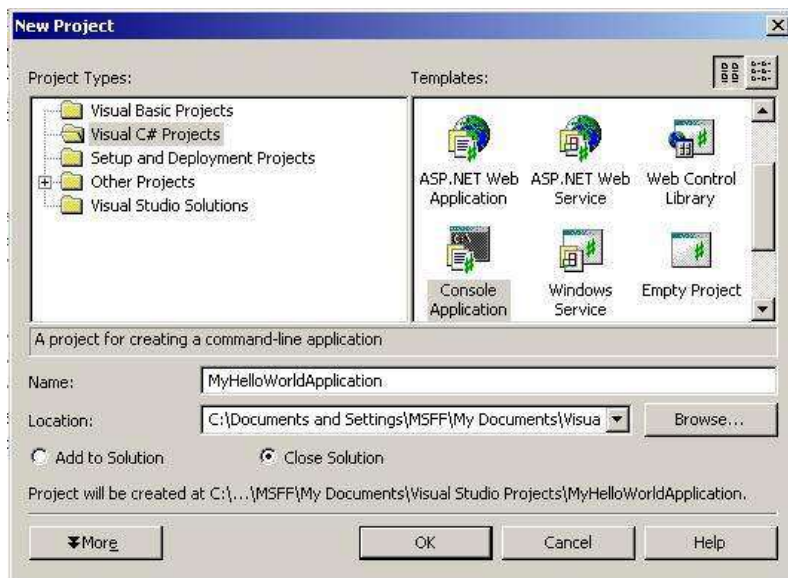 New Project
Project Types:
Templates:
Visual Basic Projects
Visual C# Projects
Setup and Deployment Projects
Other Projects
Visual Studio Solutions
ASP.NET Web Application
ASP.NET Web Service
Web Control Library
Console Application
Windows Service
Empty Project
A project for creating a command-line application
Name:
MyHelloWorldApplication
Location:
C:\Documents and Settings\MSFF\My Documents\Visua
Browse...
Add to Solution
Close Solution
Project will be created at C:\...\MSFF\My Documents\Visual Studio Projects\MyHelloWorldApplication.
More
OK
Cancel
Help